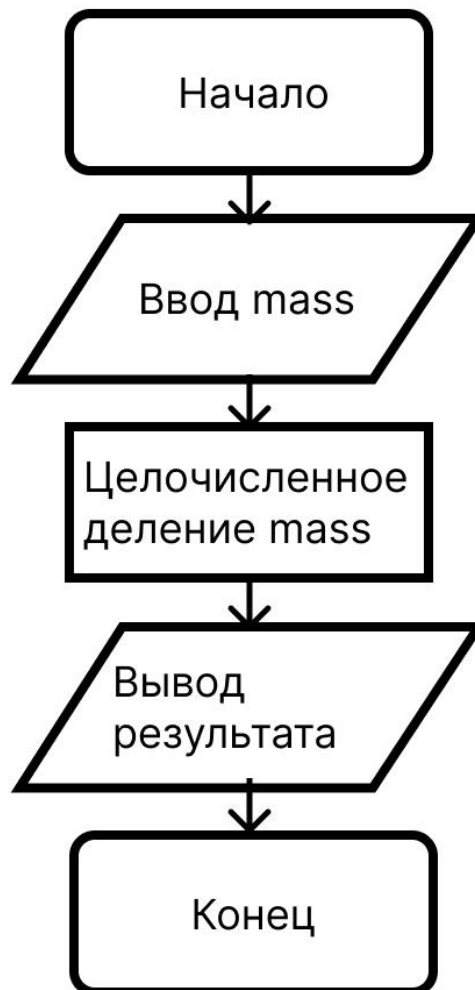 Начало
Ввод mass
Целочисленное
деление mass
Вывод
результата
Конец